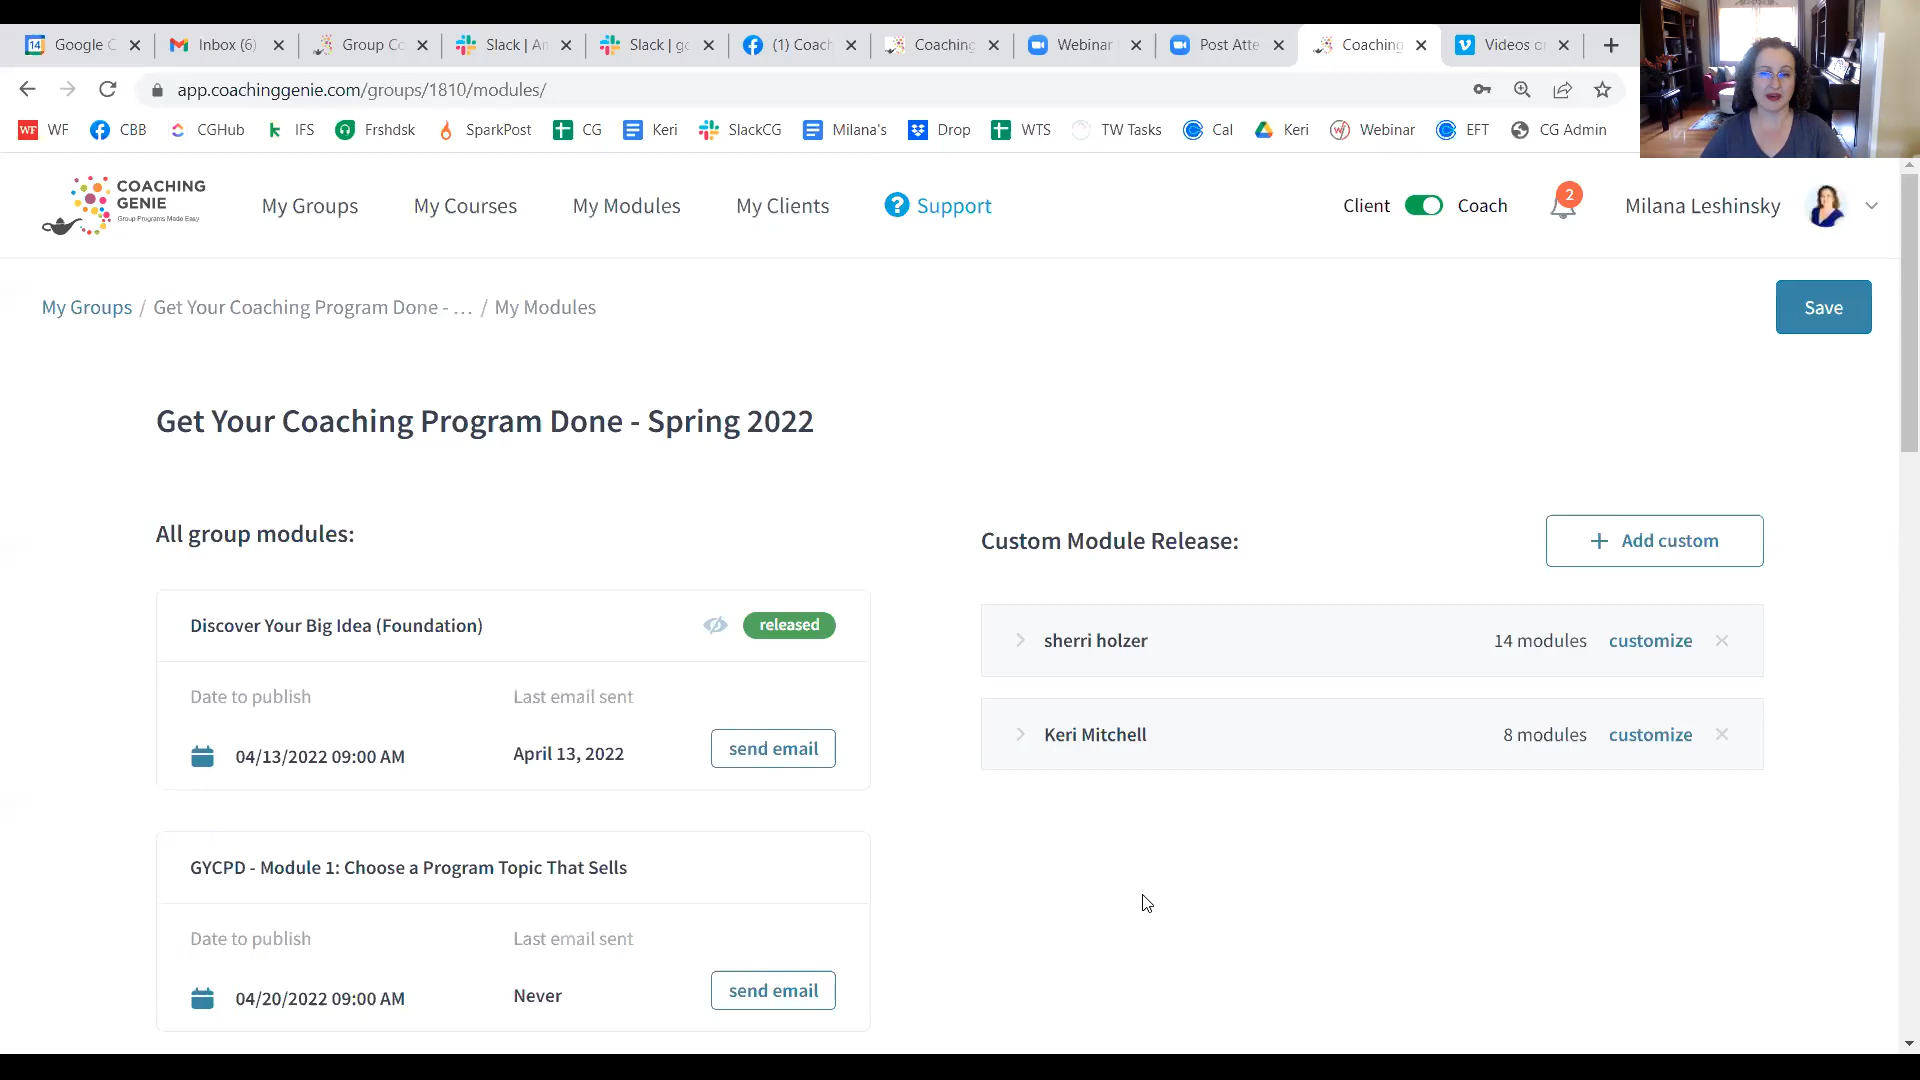 14 Google C
Inbox (6)
Group Co
Slack | An
Slack | gc
(1) Coach
Coaching
Webinar
Post Atte
Coaching
Videos or
app.coachinggenie.com/groups/1810/modules/
WF WF
CBB
CGHub
IFS
Frshdsk
SparkPost
CG
Keri
SlackCG
Milana's
Drop
WTS
TW Tasks
Cal
Keri
Webinar
EFT
CG Admin
COACHING
GENIE
Group Programs Made Easy
My Groups
My Courses
My Modules
My Clients
? Support
Client
Coach
2
Milana Leshinsky
My Groups / Get Your Coaching Program Done - ... / My Modules
Save
Get Your Coaching Program Done - Spring 2022
All group modules:
Discover Your Big Idea (Foundation)
released
Date to publish
Last email sent
04/13/2022 09:00 AM
April 13, 2022
send email
GYCPD - Module 1: Choose a Program Topic That Sells
Date to publish
Last email sent
04/20/2022 09:00 AM
Never
send email
Custom Module Release:
+ Add custom
sherri holzer
14 modules
customize
Keri Mitchell
8 modules
customize